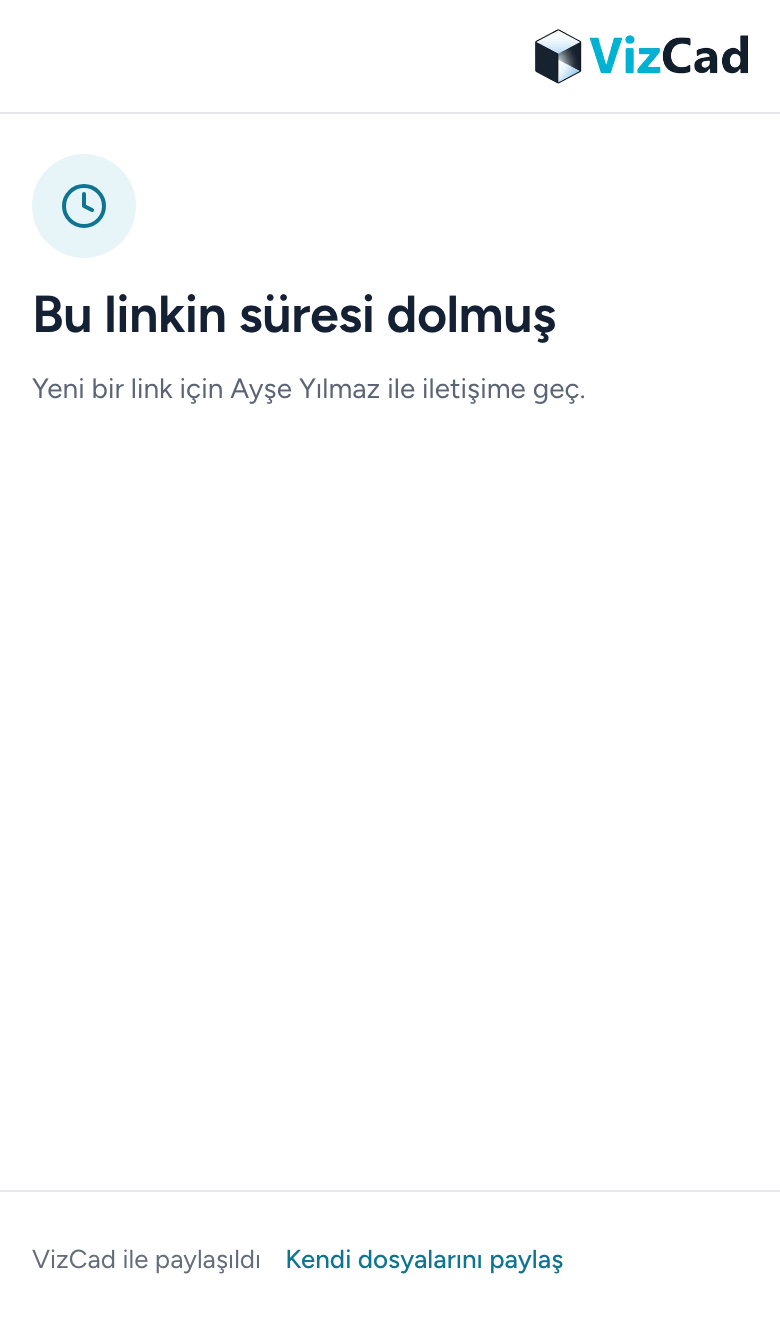 VizCad
Bu linkin süresi dolmuş
Yeni bir link için Ayşe Yılmaz ile iletişime geç.
VizCad ile paylaşıldı Kendi dosyalarını paylaş